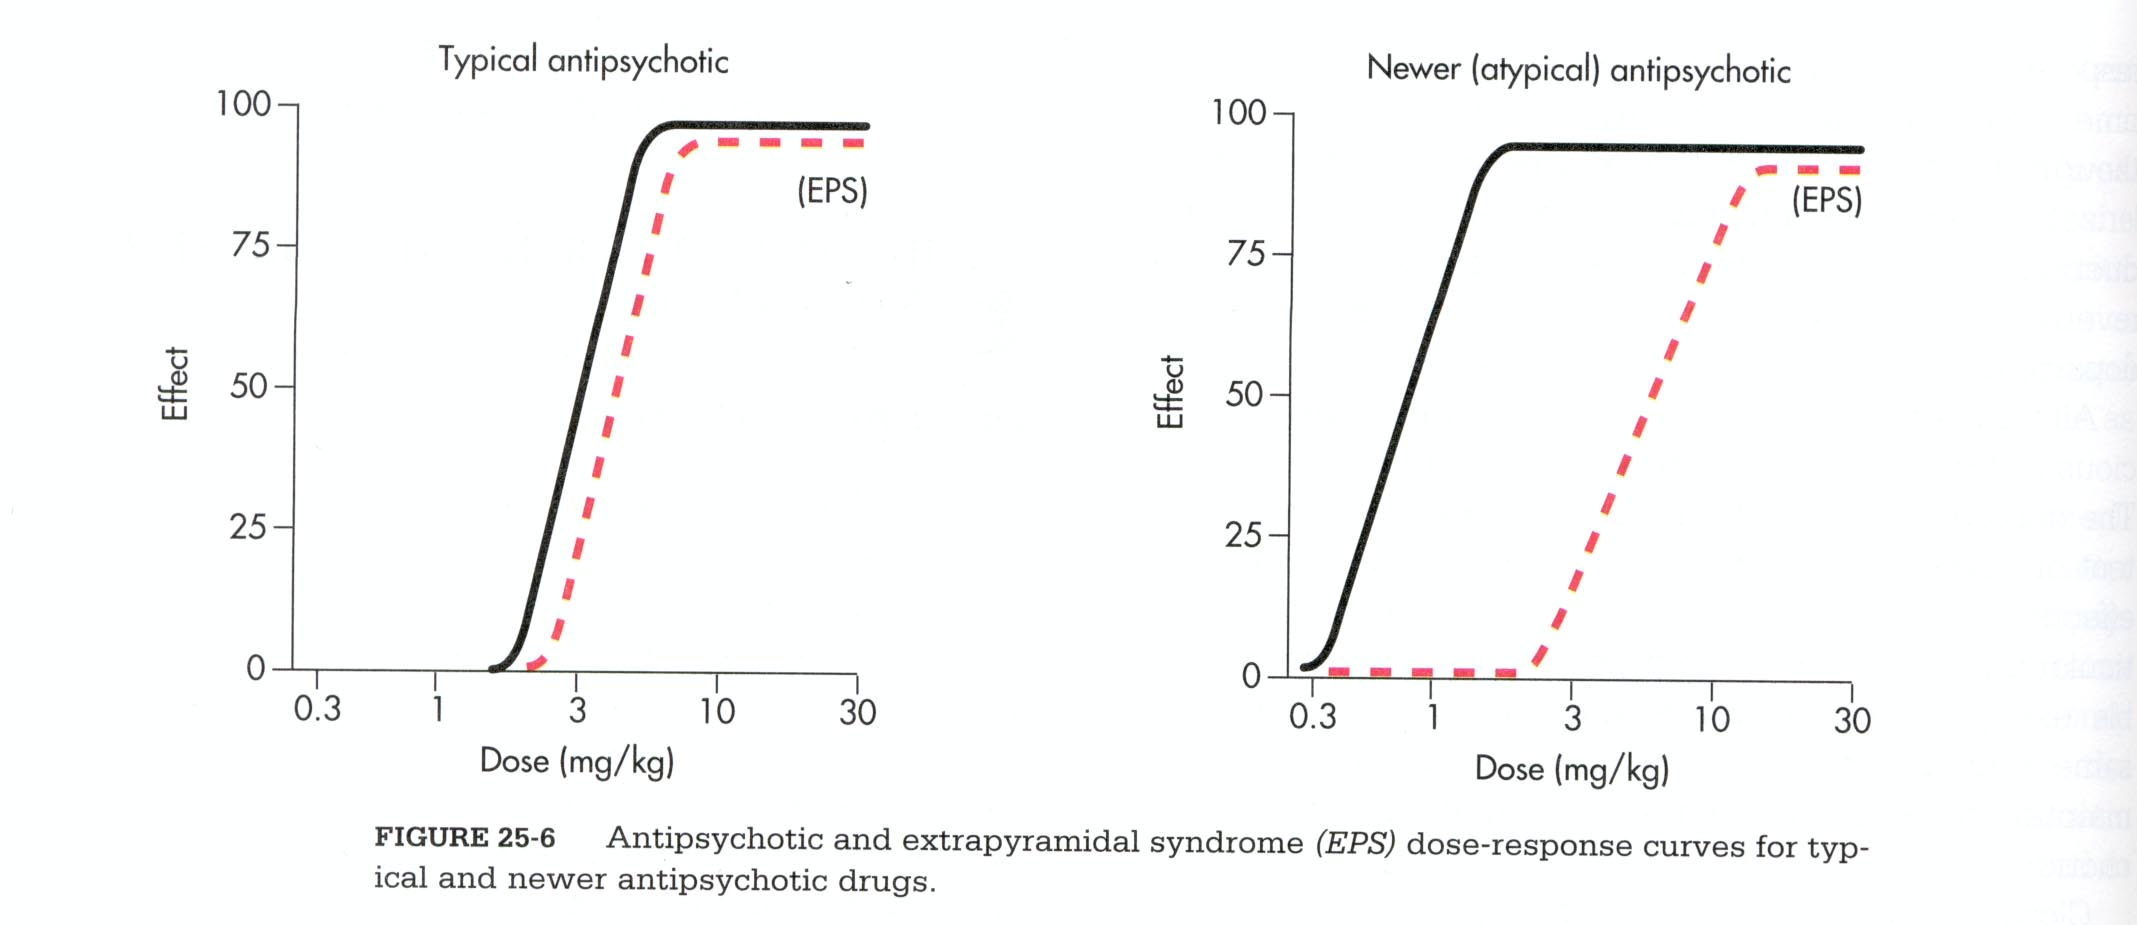 Typical antipsychotic
100
75
50
25
0
Effect
(EPS)
0.3 1 3 10 30
Dose (mg/kg)
Newer (atypical) antipsychotic
100
75
50
25
0
Effect
(EPS)
0.3 1 3 10 30
Dose (mg/kg)
FIGURE 25-6 Antipsychotic and extrapyramidal syndrome (EPS) dose-response curves for typ-
ical and newer antipsychotic drugs.